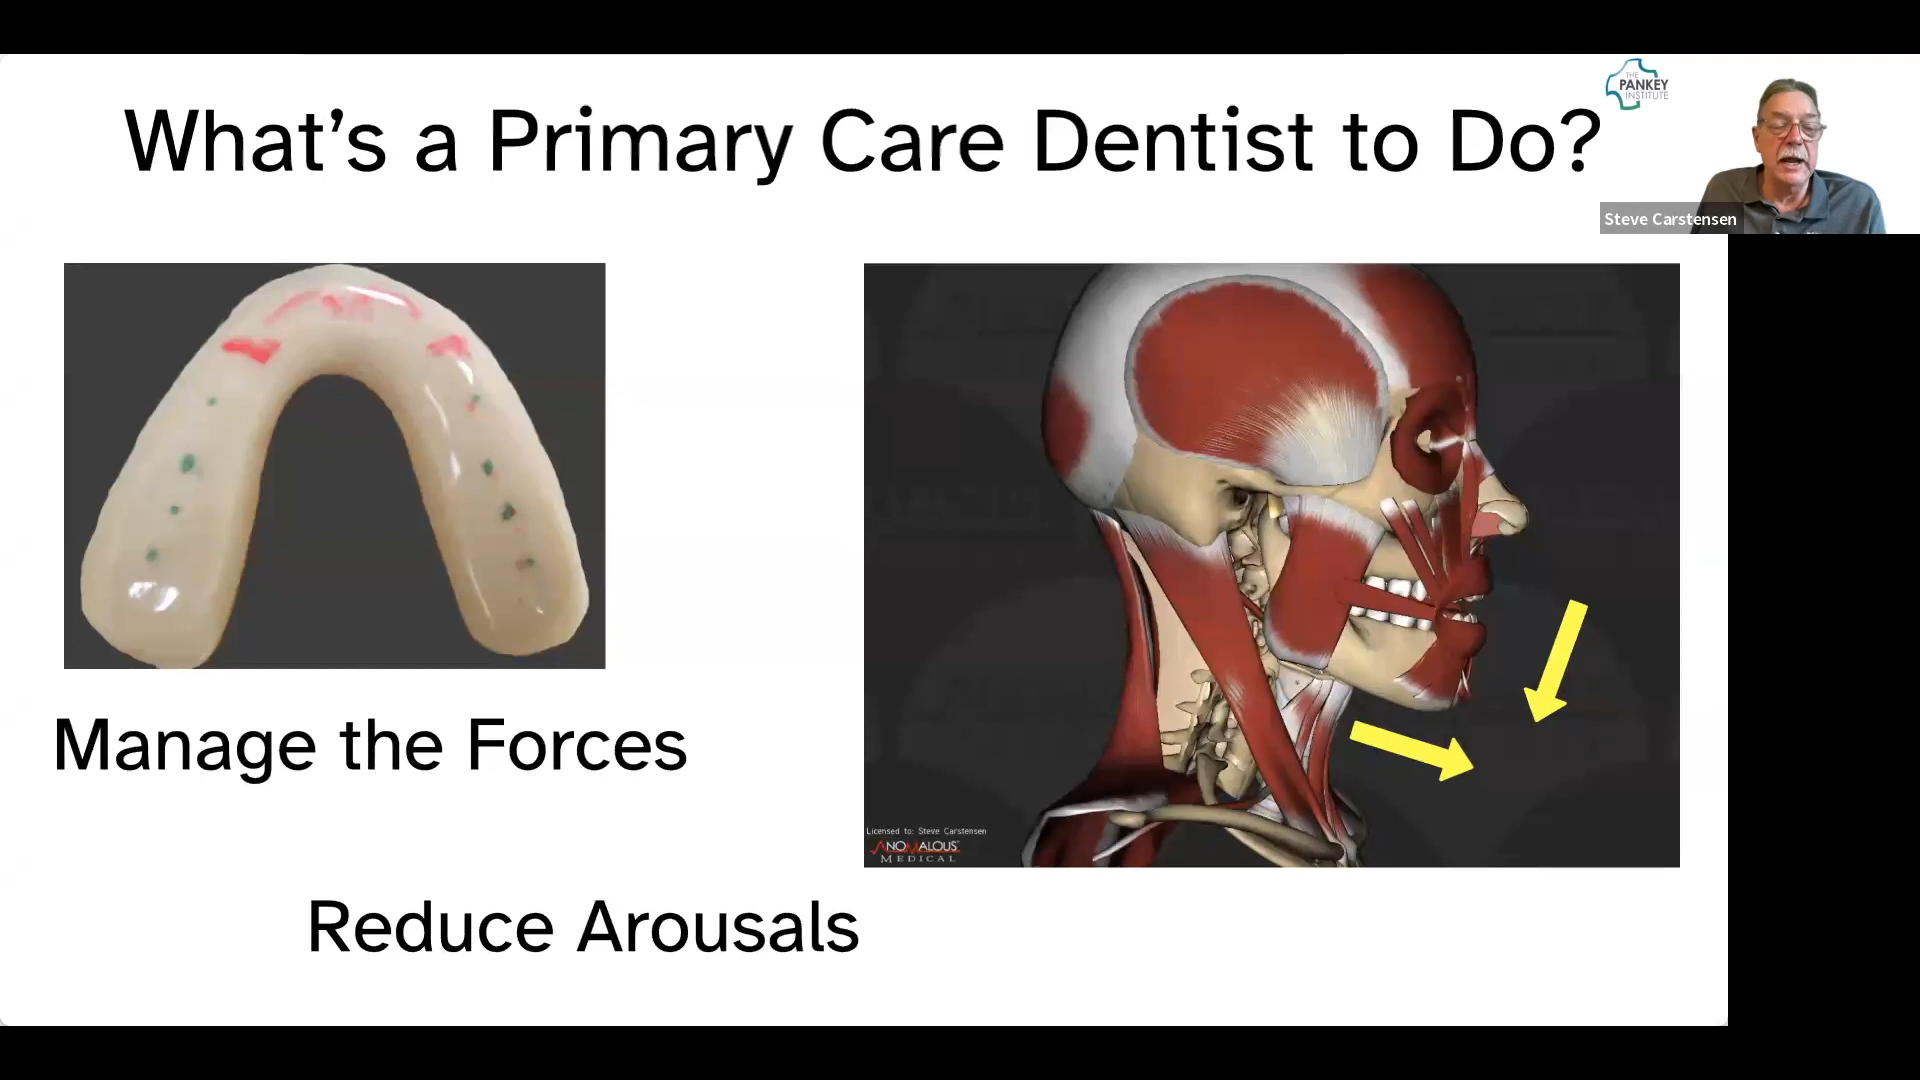 What’s a Primary Care Dentist to Do?
THE
PANKEY
INSTITUTE
Steve Carstensen
Manage the Forces
Licensed to: Steve Carstensen
ANOMALOUS
MEDICAL
Reduce Arousals